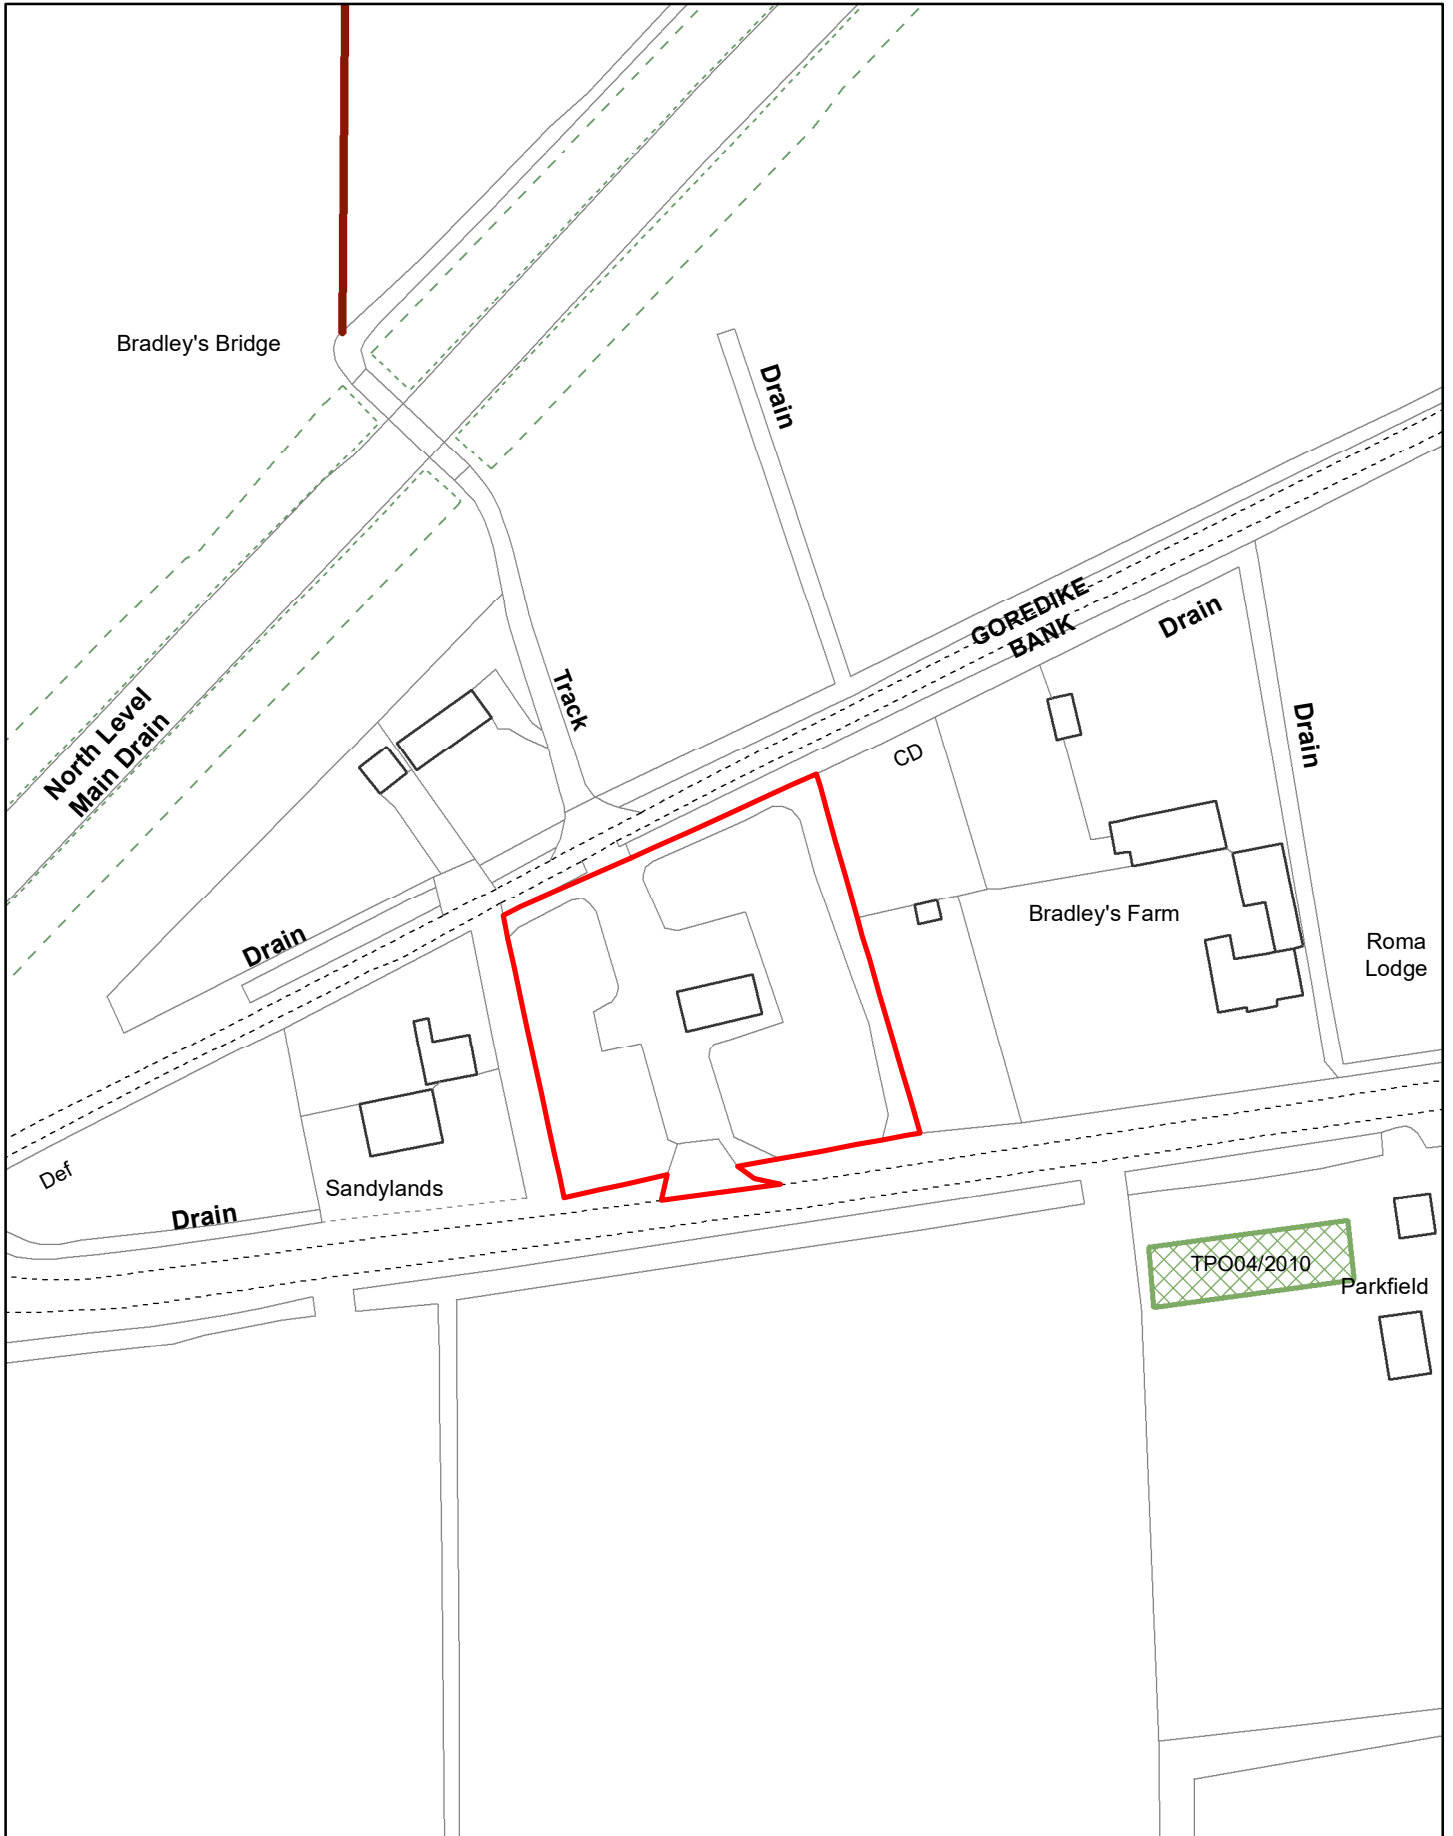 Bradley's Bridge
Drain
GOREDIKE
BANK
Drain
Track
North Level
Main Drain
Drain
CD
Bradley's Farm
Roma
Lodge
Drain
Def
Sandylands
Drain
TPO04/2010
Parkfield